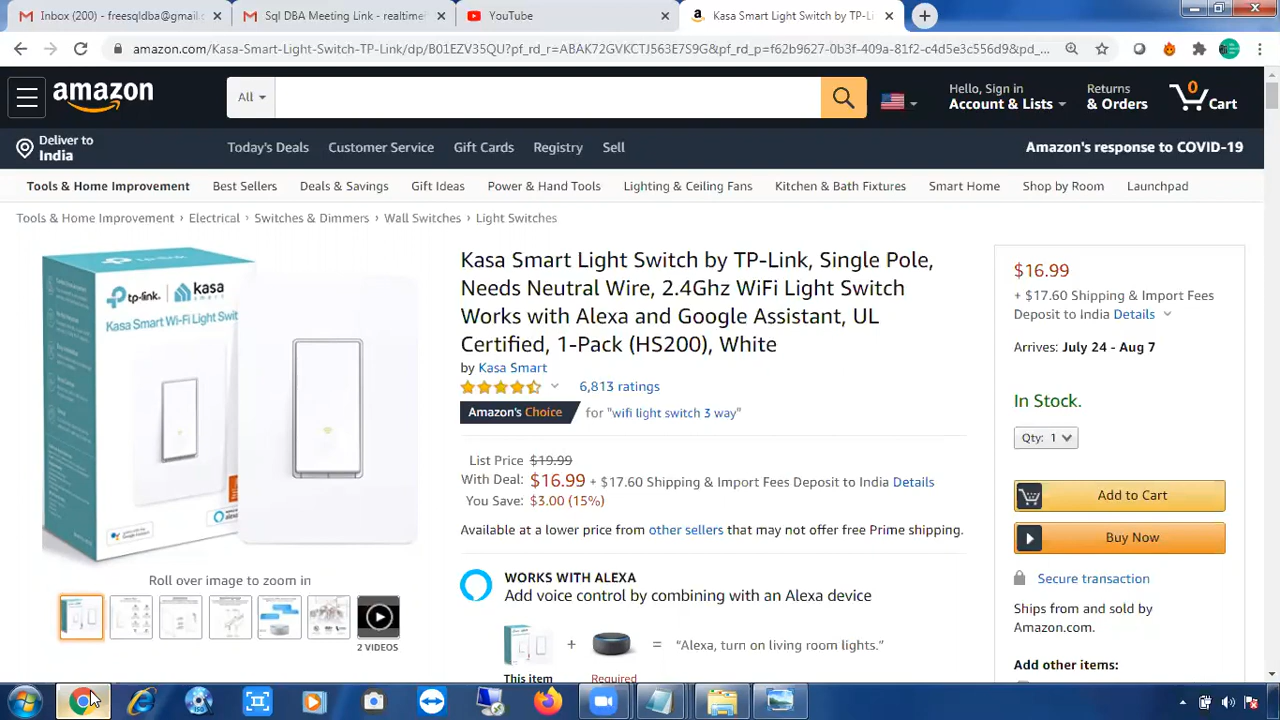 Inbox (200) - freesqldba@gmail.c
Sql DBA Meeting Link - realtime
YouTube
Kasa Smart Light Switch by TP-Li
amazon.com/Kasa-Smart-Light-Switch-TP-Link/dp/B01EZV35QU?pf_rd_r=ABAK72GVKCTJ563E7S9G&pf_rd_p=f62b9627-0b3f-409a-81f2-c4d5e3c556d9&pd_...
amazon
All
Hello, Sign in
Account & Lists
Returns
& Orders
0
Cart
Deliver to
India
Today's Deals Customer Service Gift Cards Registry Sell
Amazon's response to COVID-19
Tools & Home Improvement Best Sellers Deals & Savings Gift Ideas Power & Hand Tools Lighting & Ceiling Fans Kitchen & Bath Fixtures Smart Home Shop by Room Launchpad
Tools & Home Improvement › Electrical › Switches & Dimmers › Wall Switches › Light Switches
tp-link kasa smart
Kasa Smart Wi-Fi Light Swit
Roll over image to zoom in
2 VIDEOS
Kasa Smart Light Switch by TP-Link, Single Pole,
Needs Neutral Wire, 2.4Ghz WiFi Light Switch
Works with Alexa and Google Assistant, UL
Certified, 1-Pack (HS200), White
by Kasa Smart
6,813 ratings
Amazon's Choice for "wifi light switch 3 way"
List Price $19.99
With Deal: $16.99 + $17.60 Shipping & Import Fees Deposit to India Details
You Save: $3.00 (15%)
Available at a lower price from other sellers that may not offer free Prime shipping.
WORKS WITH ALEXA
Add voice control by combining with an Alexa device
+ = "Alexa, turn on living room lights."
This item Required
$16.99
+ $17.60 Shipping & Import Fees
Deposit to India Details
Arrives: July 24 - Aug 7
In Stock.
Qty: 1
Add to Cart
Buy Now
Secure transaction
Ships from and sold by
Amazon.com.
Add other items: